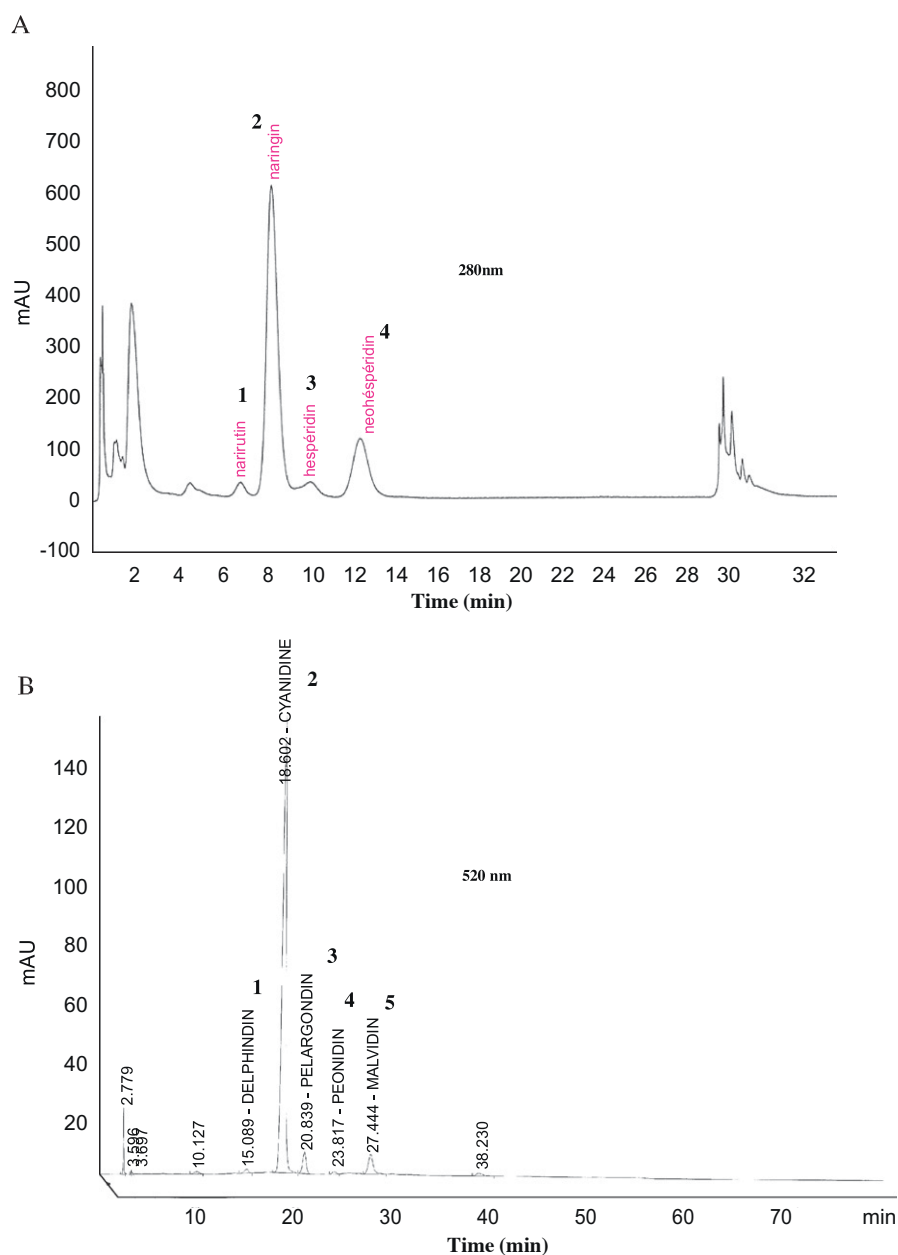 A
800
700
600
500
400
300
200
100
0
-100
mAU
1
narirutin
2
naringin
3
hespéridin
4
neohéspéridin
280nm
2 4 6 8 10 12 14 16 18 20 22 24 26 28 30 32
Time (min)
B
140
120
100
80
60
40
20
mAU
2.779
3.596
3.697
10.127
1
15.089 – DELPHINDIN
2
18.602 – CYANIDINE
3
20.839 – PELARGONDIN
4
23.817 – PEONIDIN
5
27.444 – MALVIDIN
38.230
520 nm
10 20 30 40 50 60 70 min
Time (min)